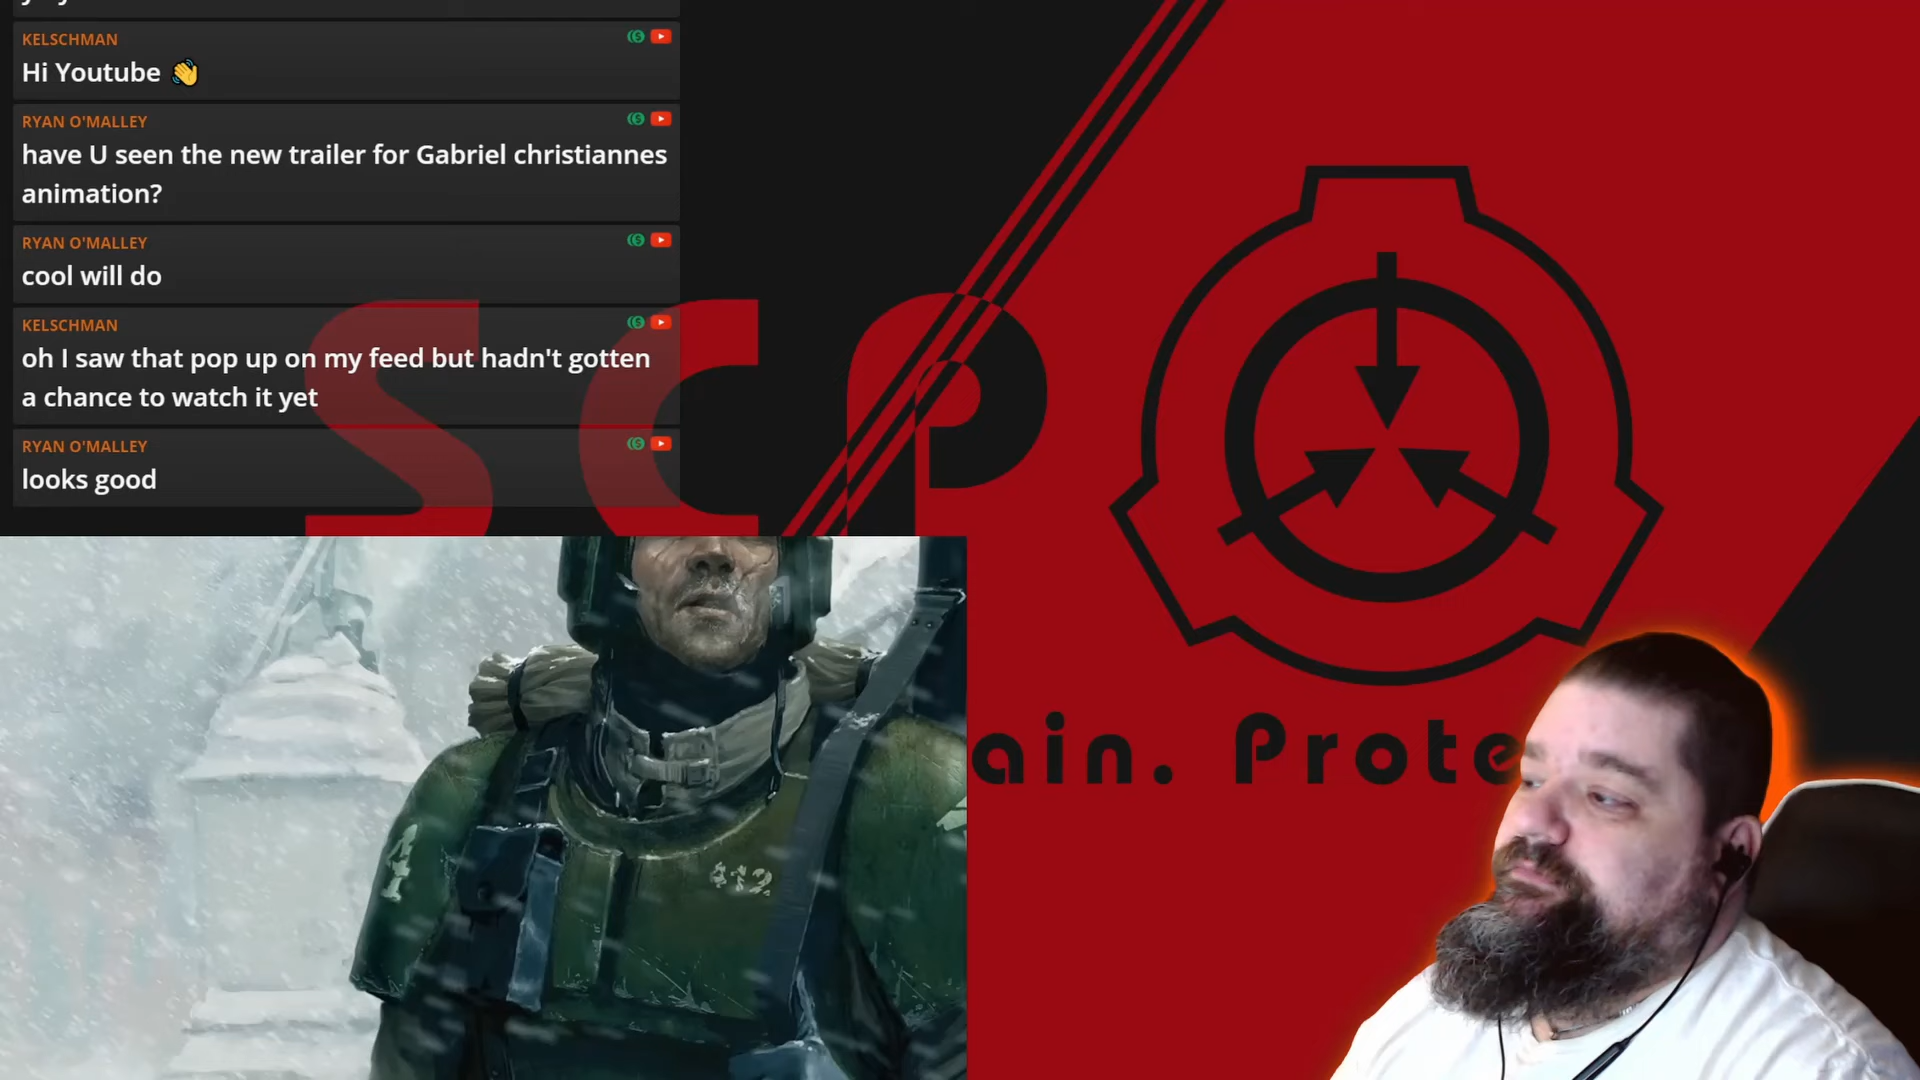 KELSCHMAN
Hi Youtube 👋
RYAN O'MALLEY
have U seen the new trailer for Gabriel christiannes
animation?
RYAN O'MALLEY
cool will do
KELSCHMAN
oh I saw that pop up on my feed but hadn't gotten
a chance to watch it yet
RYAN O'MALLEY
looks good
SCP
ain. Prote
4
412